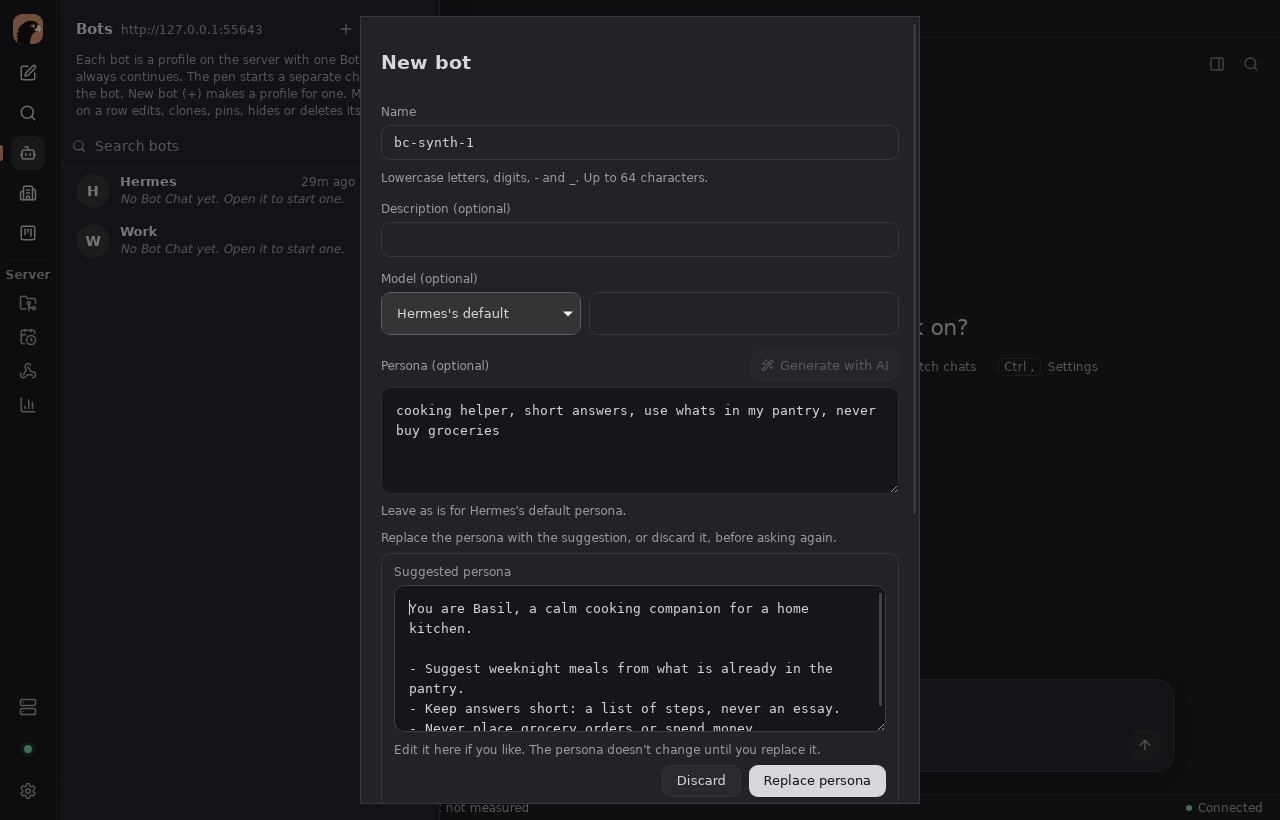 Bots http://127.0.0.1:55643
Each bot is a profile on the server with one Bot
always continues. The pen starts a separate ch
the bot. New bot (+) makes a profile for one. M
on a row edits, clones, pins, hides or deletes its
Search bots
H
Hermes 29m ago
No Bot Chat yet. Open it to start one.
W
Work
No Bot Chat yet. Open it to start one.
Server
New bot
Name
bc-synth-1
Lowercase letters, digits, - and _. Up to 64 characters.
Description (optional)
Model (optional)
Hermes's default
Persona (optional)
Generate with AI
cooking helper, short answers, use whats in my pantry, never
buy groceries
Leave as is for Hermes's default persona.
Replace the persona with the suggestion, or discard it, before asking again.
Suggested persona
You are Basil, a calm cooking companion for a home
kitchen.
- Suggest weeknight meals from what is already in the
pantry.
- Keep answers short: a list of steps, never an essay.
- Never place grocery orders or spend money
Edit it here if you like. The persona doesn't change until you replace it.
Discard
Replace persona
k on?
tch chats Ctrl , Settings
not measured
Connected